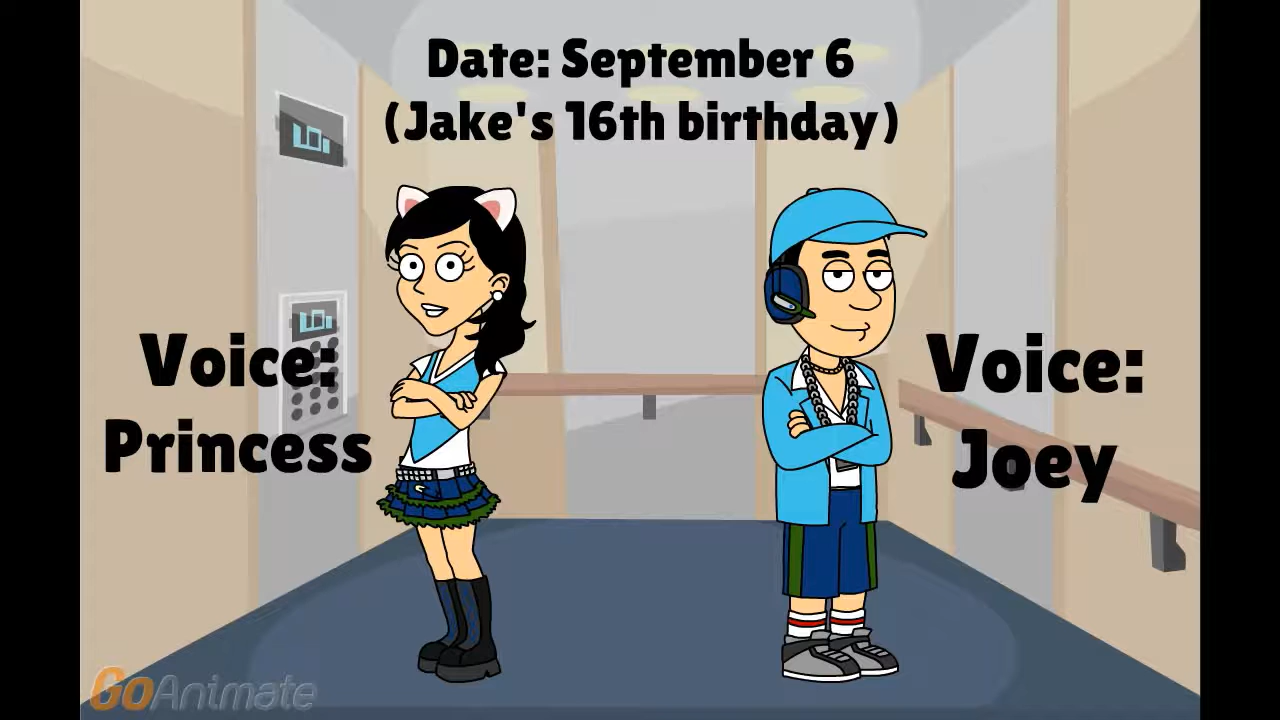 Date: September 6
(Jake's 16th birthday)
Voice:
Princess
Voice:
Joey
GoAnimate